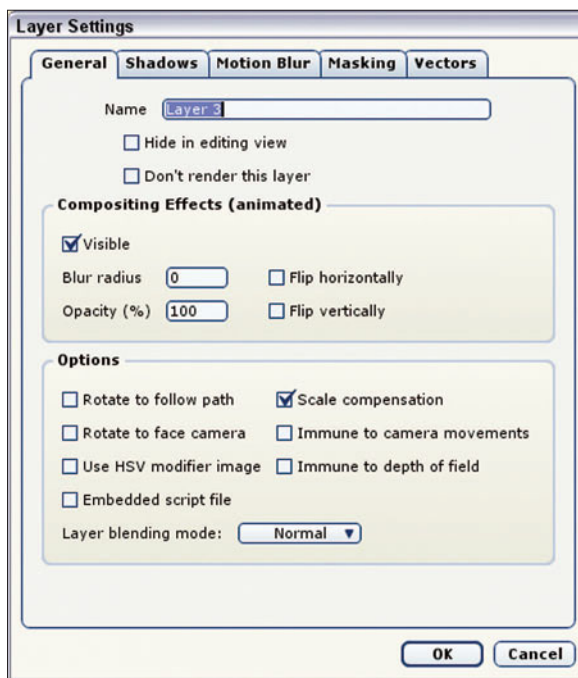 Layer Settings
General Shadows Motion Blur Masking Vectors
Name Layer 3
Hide in editing view
Don't render this layer
Compositing Effects (animated)
Visible
Blur radius 0 Flip horizontally
Opacity (%) 100 Flip vertically
Options
Rotate to follow path Scale compensation
Rotate to face camera Immune to camera movements
Use HSV modifier image Immune to depth of field
Embedded script file
Layer blending mode: Normal
OK Cancel